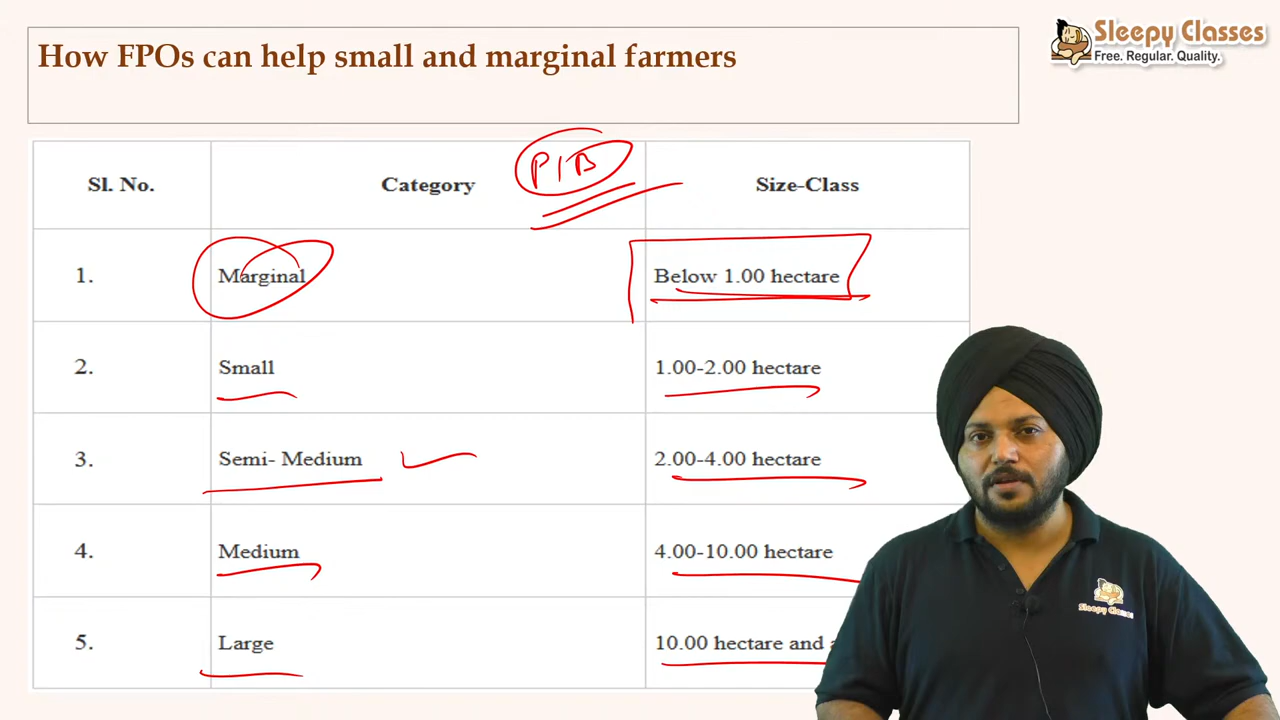 How FPOs can help small and marginal farmers
Sleepy Classes
Free. Regular. Quality.
PIB
Sl. No. Category Size-Class
1. Marginal Below 1.00 hectare
2. Small 1.00-2.00 hectare
3. Semi- Medium 2.00-4.00 hectare
4. Medium 4.00-10.00 hectare
5. Large 10.00 hectare and
Sleepy Classes